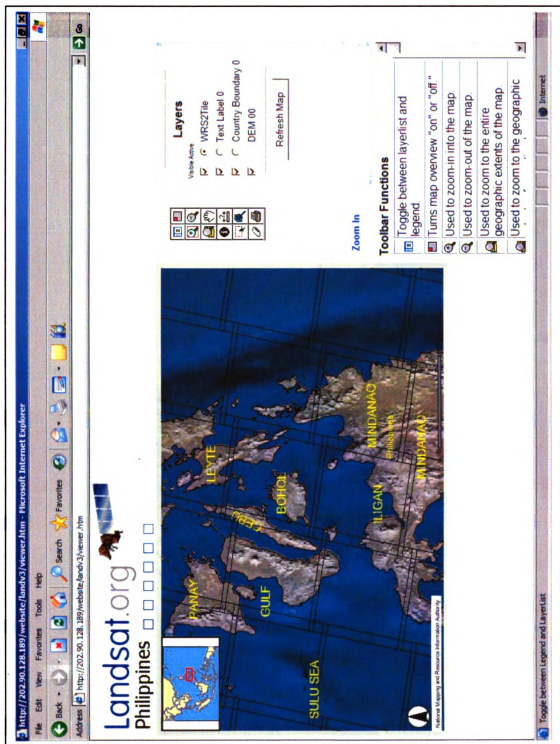 http://202.90.128.189/website/landv3/viewer.htm - Microsoft Internet Explorer
File Edit View Favorites Tools Help
Back Search Favorites
Address http://202.90.128.189/website/landv3/viewer.htm Go
Landsat.org
Philippines
PANAY
LEYTE
CEBU
GULF
BOHOL
SULU SEA
ILIGAN
MINDANAO
Philippines
MINDANAO
National Mapping and Resource Information Authority
Layers
Visible Active
WRS2Tile
Text Label 0
Country Boundary 0
DEM 00
Refresh Map
Zoom In
Toolbar Functions
Toggle between layerlist and
legend
Turns map overview "on" or "off."
Used to zoom-in into the map.
Used to zoom-out of the map.
Used to zoom to the entire
geographic extents of the map
Used to zoom to the geographic
Toggle between Legend and LayerList
Internet